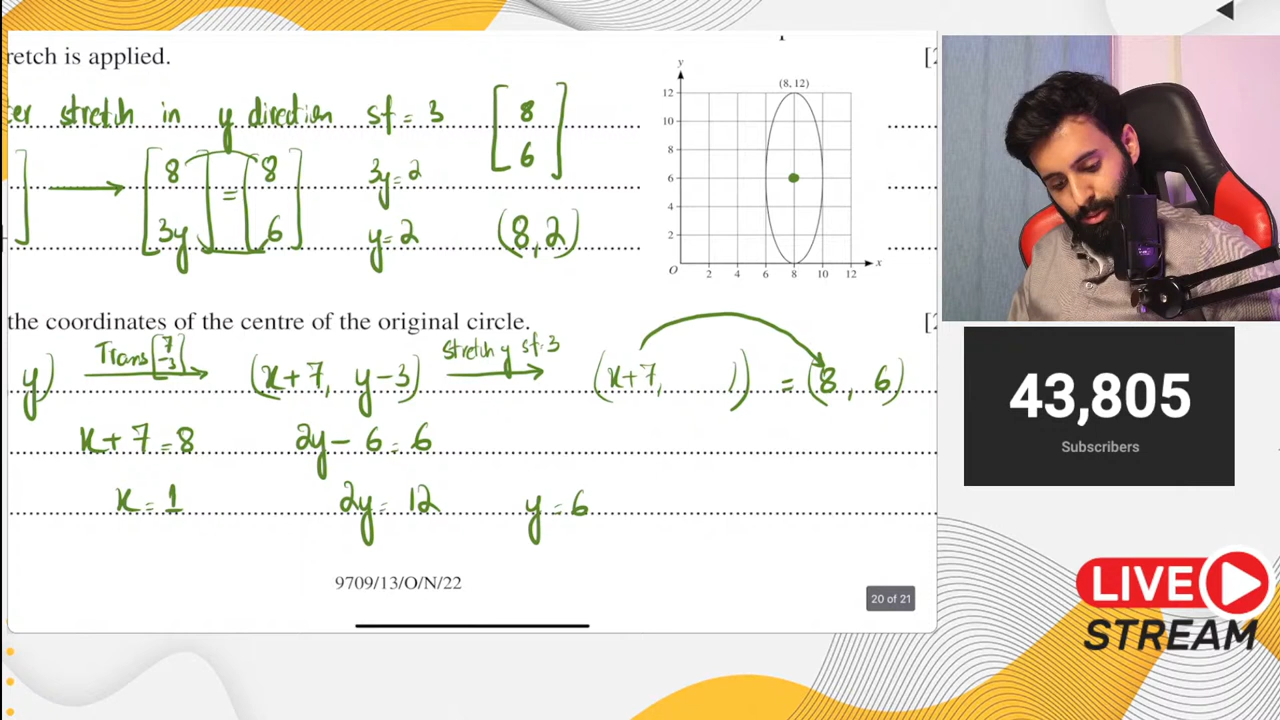 retch is applied.
er stretch in y direction sf = 3 [8 6]
] → [8 3y] = [8 6] 3y = 2
y = 2 (8, 2)
y
(8, 12)
12
10
8
6
4
2
O 2 4 6 8 10 12 x
the coordinates of the centre of the original circle.
y) Trans [7 -3] → (x+7, y-3) Stretch y sf=3 → (x+7, ) = (8, 6)
x + 7 = 8 2y - 6 = 6
x = 1 2y = 12 y = 6
9709/13/O/N/22
20 of 21
43,805
Subscribers
LIVE
STREAM